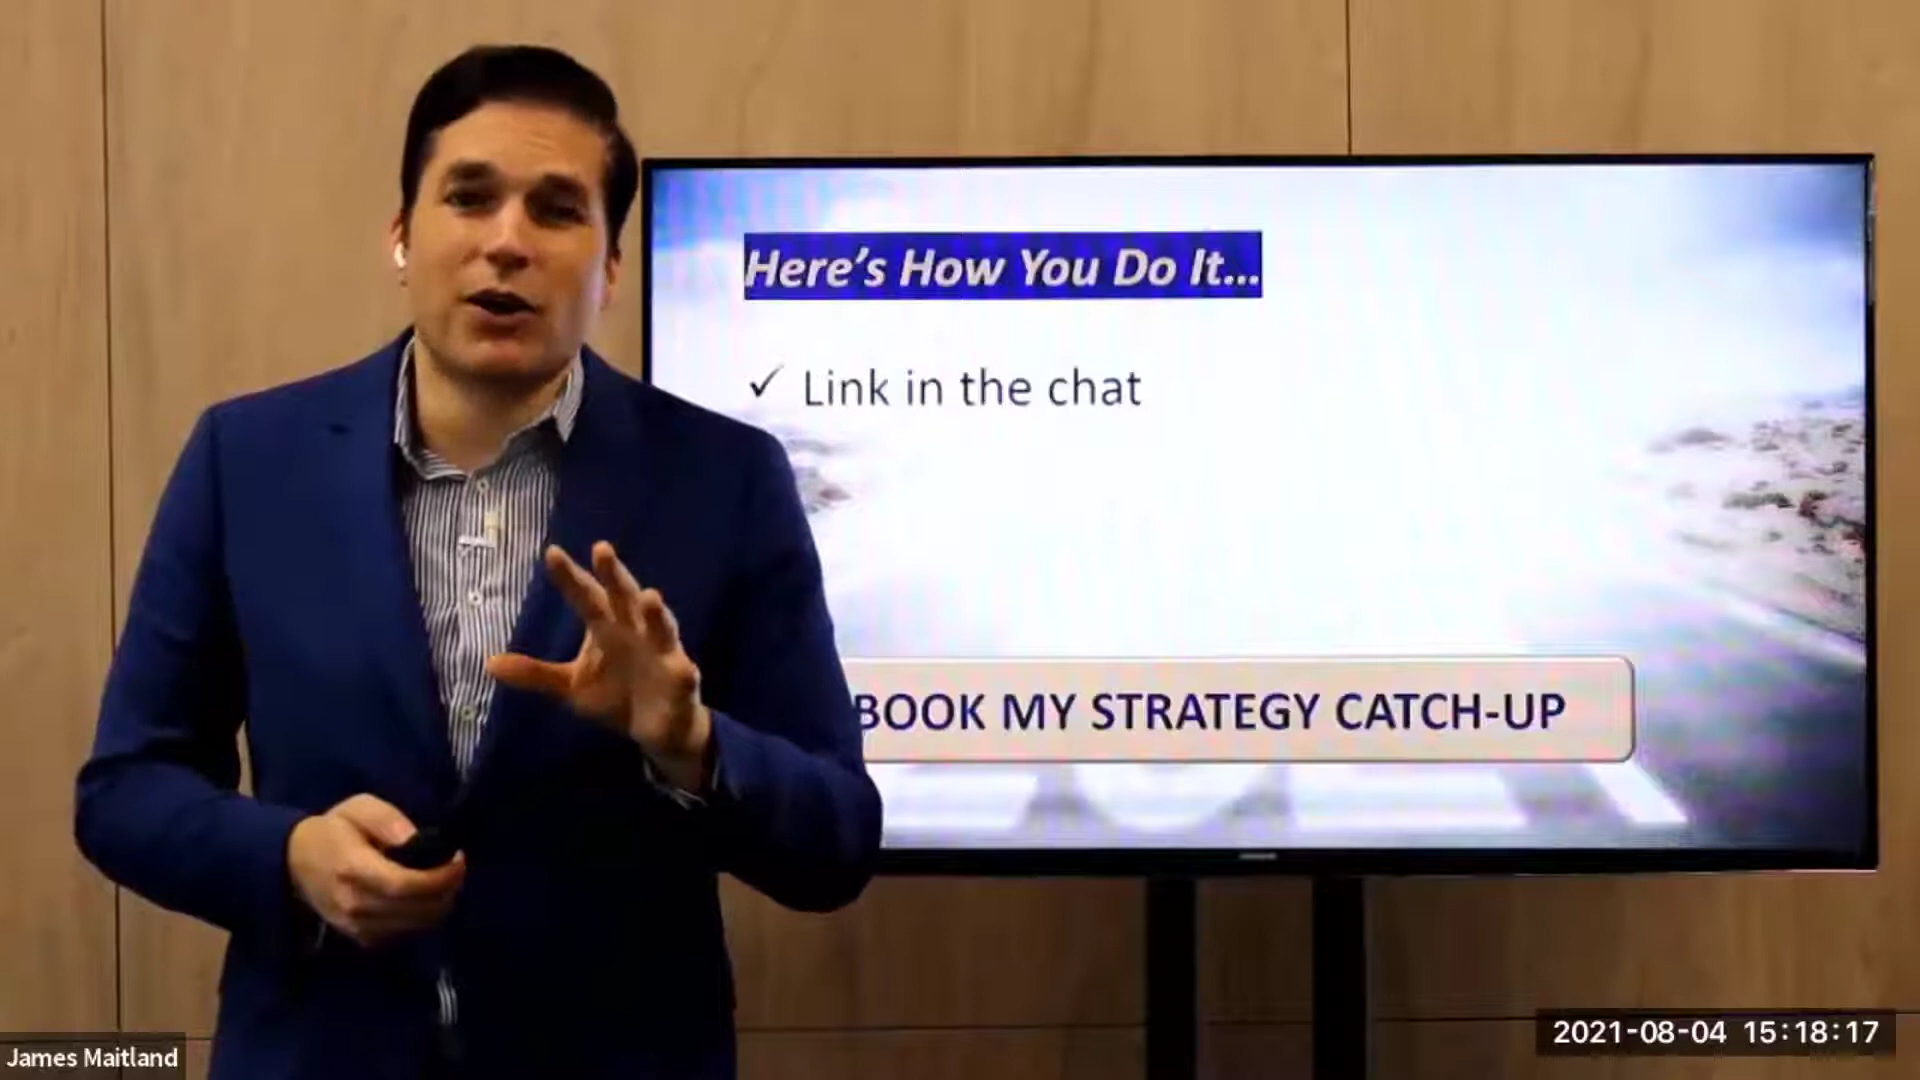 Here's How You Do It...
✓ Link in the chat
BOOK MY STRATEGY CATCH-UP
2021-08-04 15:18:17
James Maitland